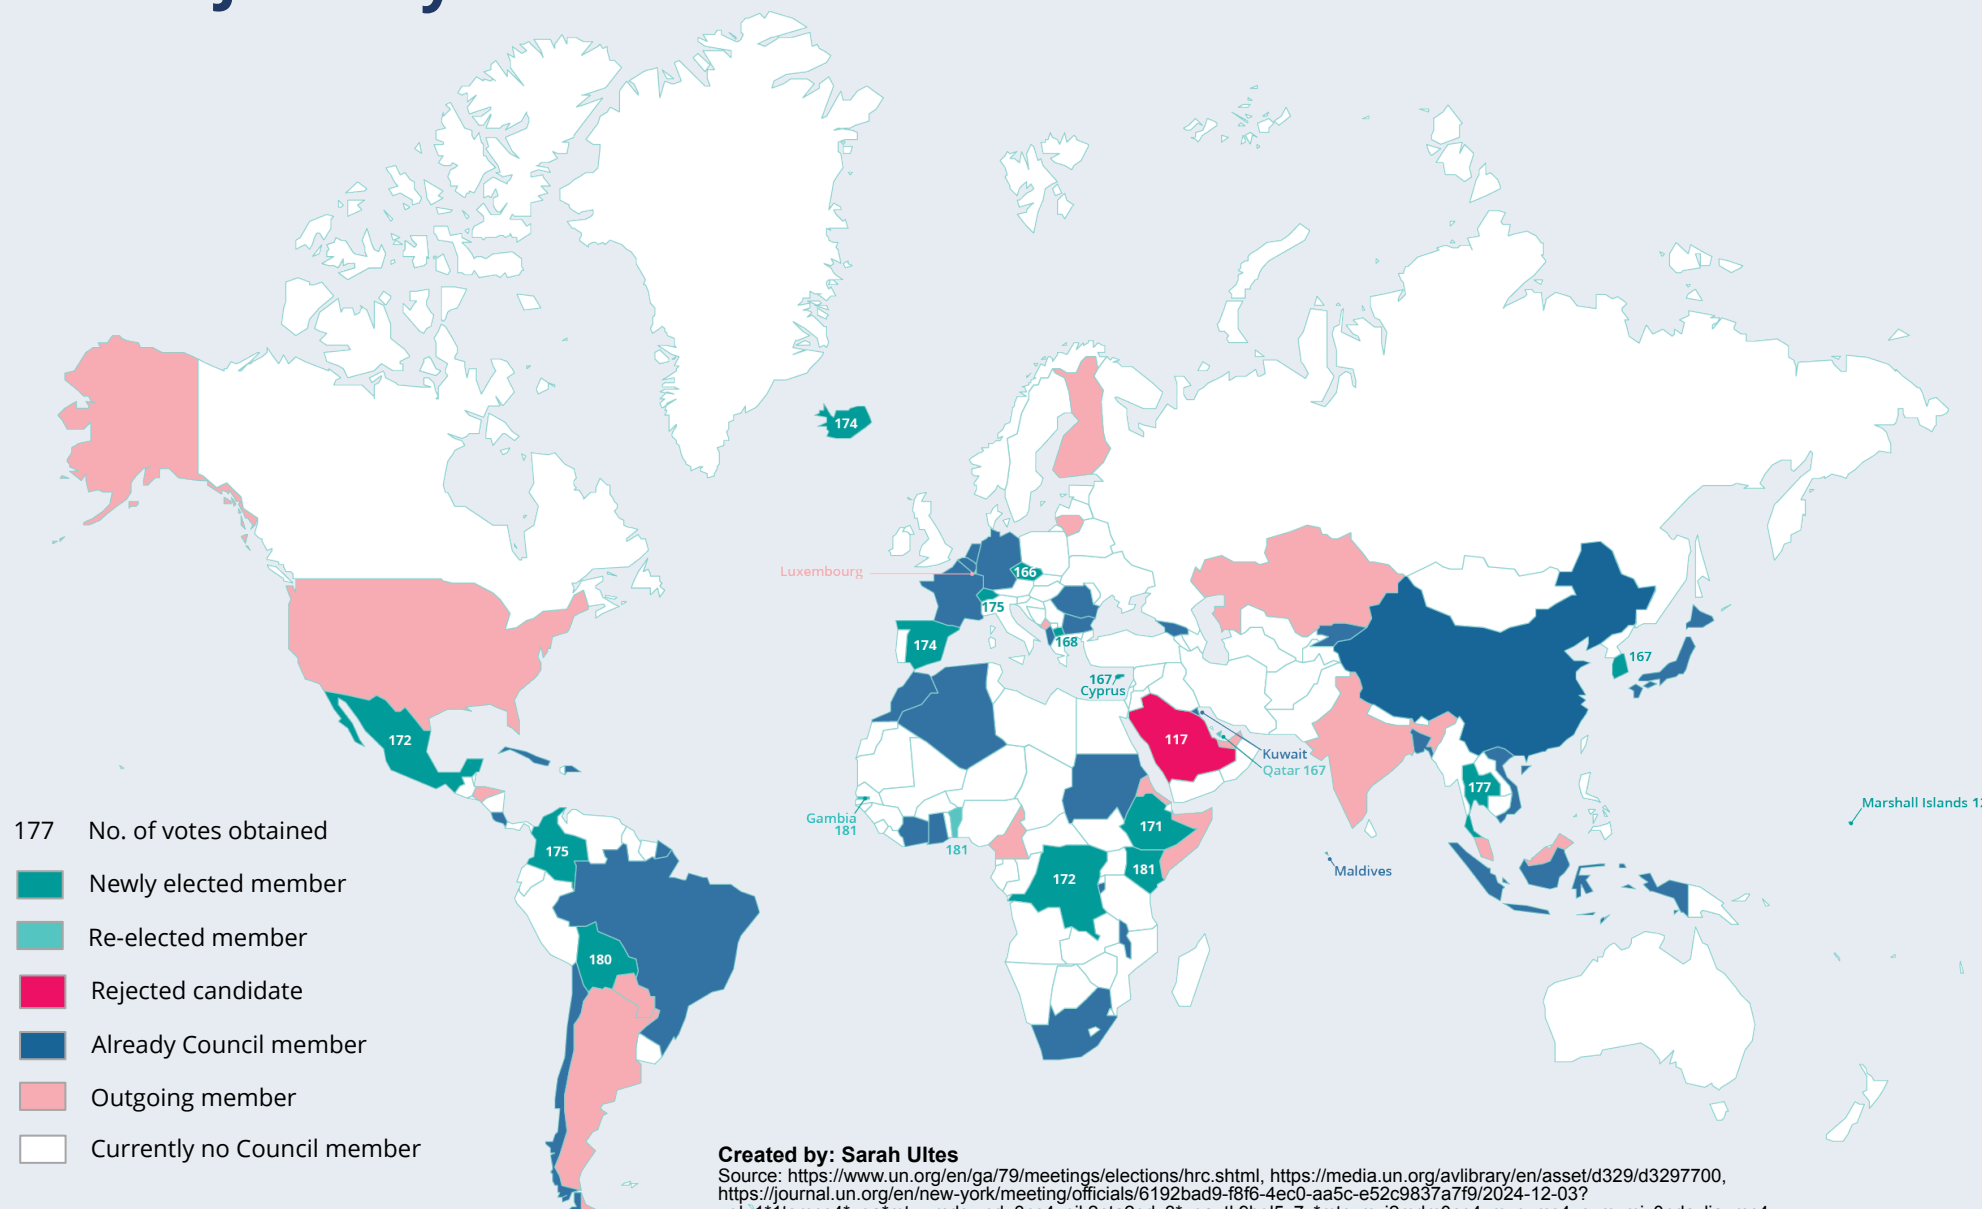 174
Luxembourg
166
175
174
168
167
167
Cyprus
172
117
Kuwait
Qatar 167
177
Marshall Islands
Gambia
181
181
171
175
181
172
Maldives
180
177 No. of votes obtained
Newly elected member
Re-elected member
Rejected candidate
Already Council member
Outgoing member
Currently no Council member
Created by: Sarah Ultes
Source: https://www.un.org/en/ga/79/meetings/elections/hrc.shtml, https://media.un.org/avlibrary/en/asset/d329/d3297700,
https://journal.un.org/en/new-york/meeting/officials/6192bad9-f8f6-4ec0-aa5c-e52c9837a7f9/2024-12-03?